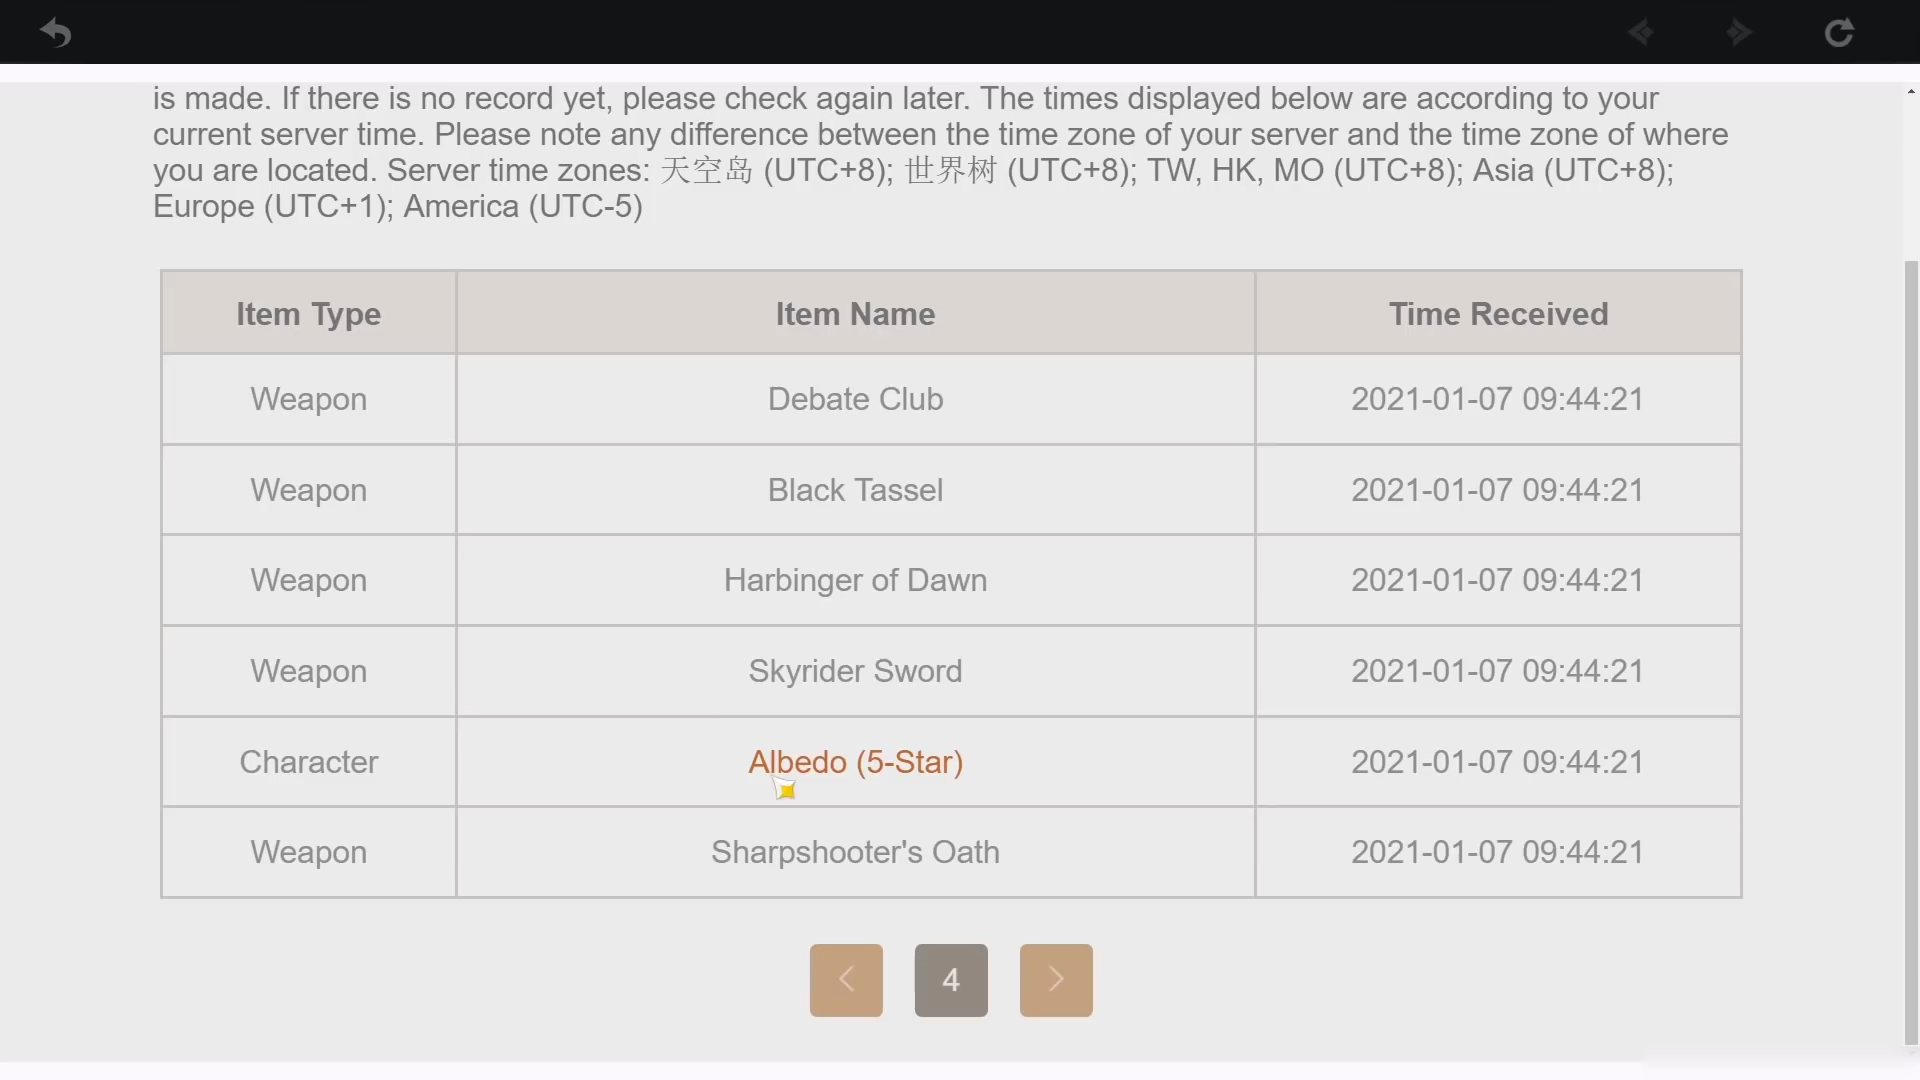 is made. If there is no record yet, please check again later. The times displayed below are according to your
current server time. Please note any difference between the time zone of your server and the time zone of where
you are located. Server time zones: 天空岛 (UTC+8); 世界树 (UTC+8); TW, HK, MO (UTC+8); Asia (UTC+8);
Europe (UTC+1); America (UTC-5)
Item Type Item Name Time Received
Weapon Debate Club 2021-01-07 09:44:21
Weapon Black Tassel 2021-01-07 09:44:21
Weapon Harbinger of Dawn 2021-01-07 09:44:21
Weapon Skyrider Sword 2021-01-07 09:44:21
Character Albedo (5-Star) 2021-01-07 09:44:21
Weapon Sharpshooter's Oath 2021-01-07 09:44:21
4